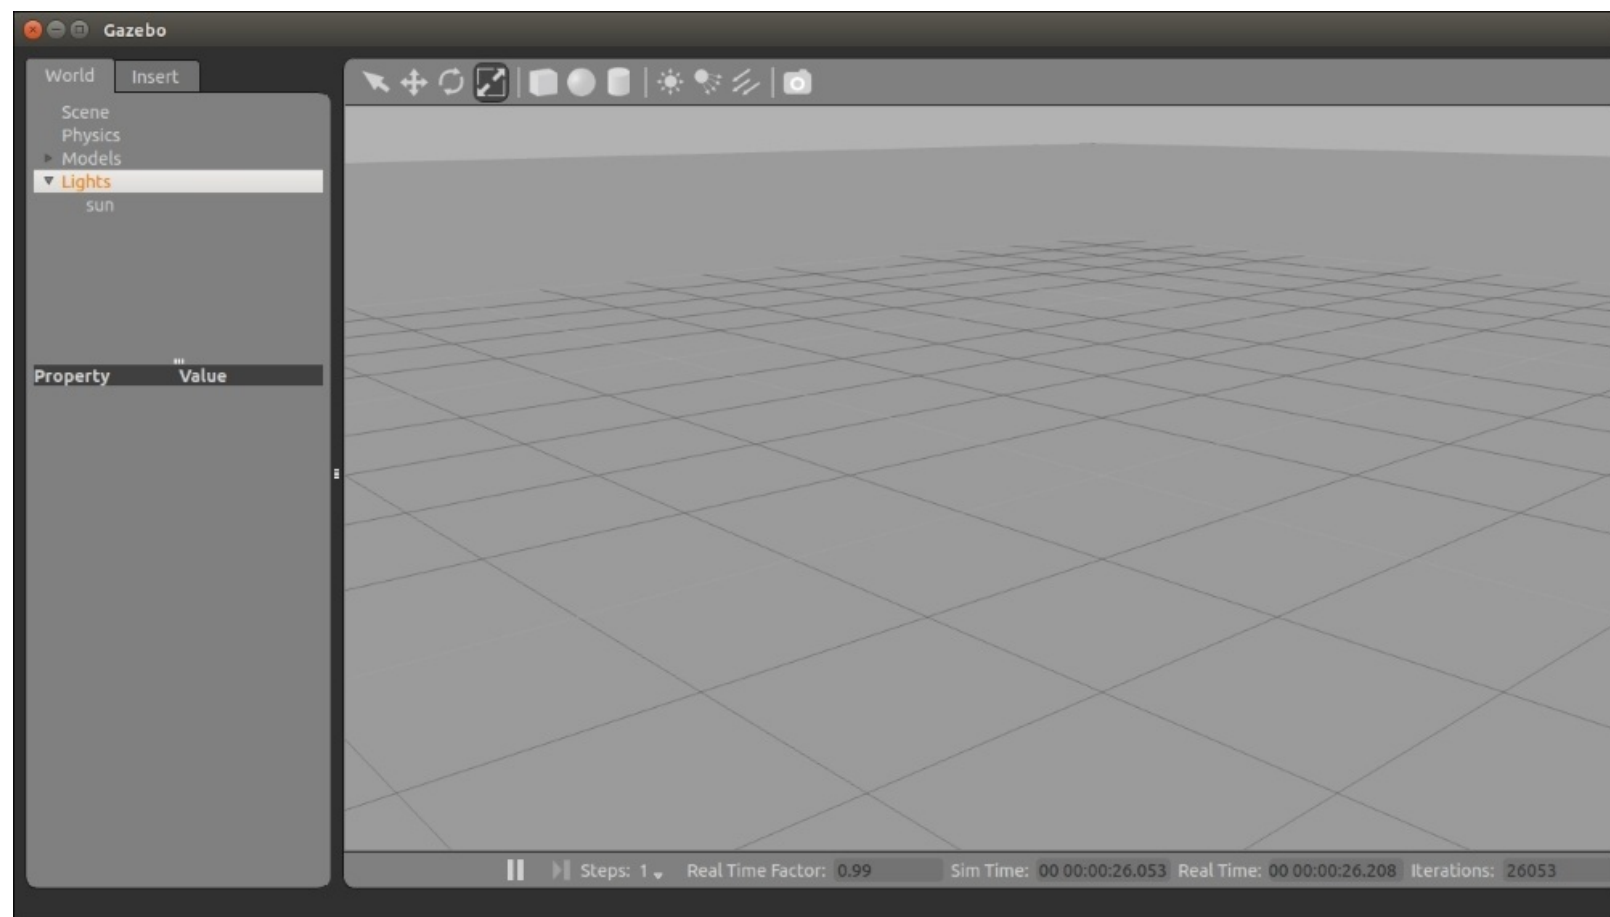 Gazebo
World Insert
Scene
Physics
Models
Lights
sun
Property Value
Steps: 1 Real Time Factor: 0.99 Sim Time: 00 00:00:26.053 Real Time: 00 00:00:26.208 Iterations: 26053